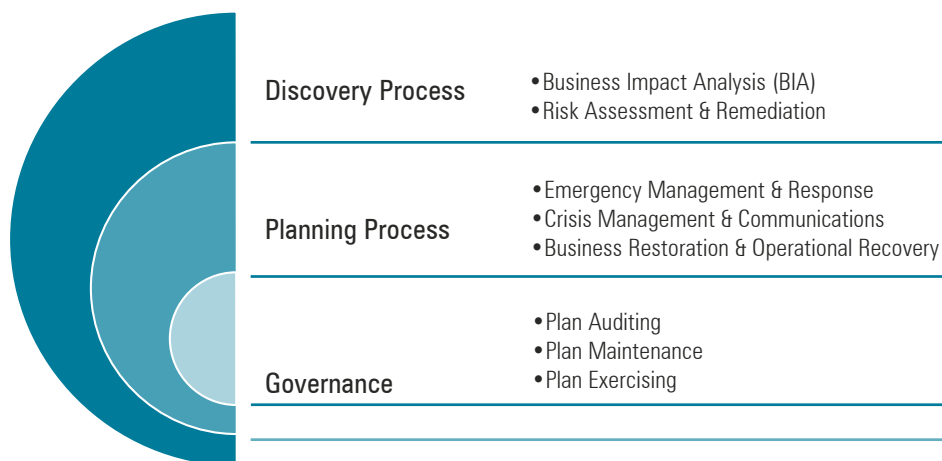 Discovery Process
•Business Impact Analysis (BIA)
•Risk Assessment & Remediation
Planning Process
•Emergency Management & Response
•Crisis Management & Communications
•Business Restoration & Operational Recovery
Governance
•Plan Auditing
•Plan Maintenance
•Plan Exercising